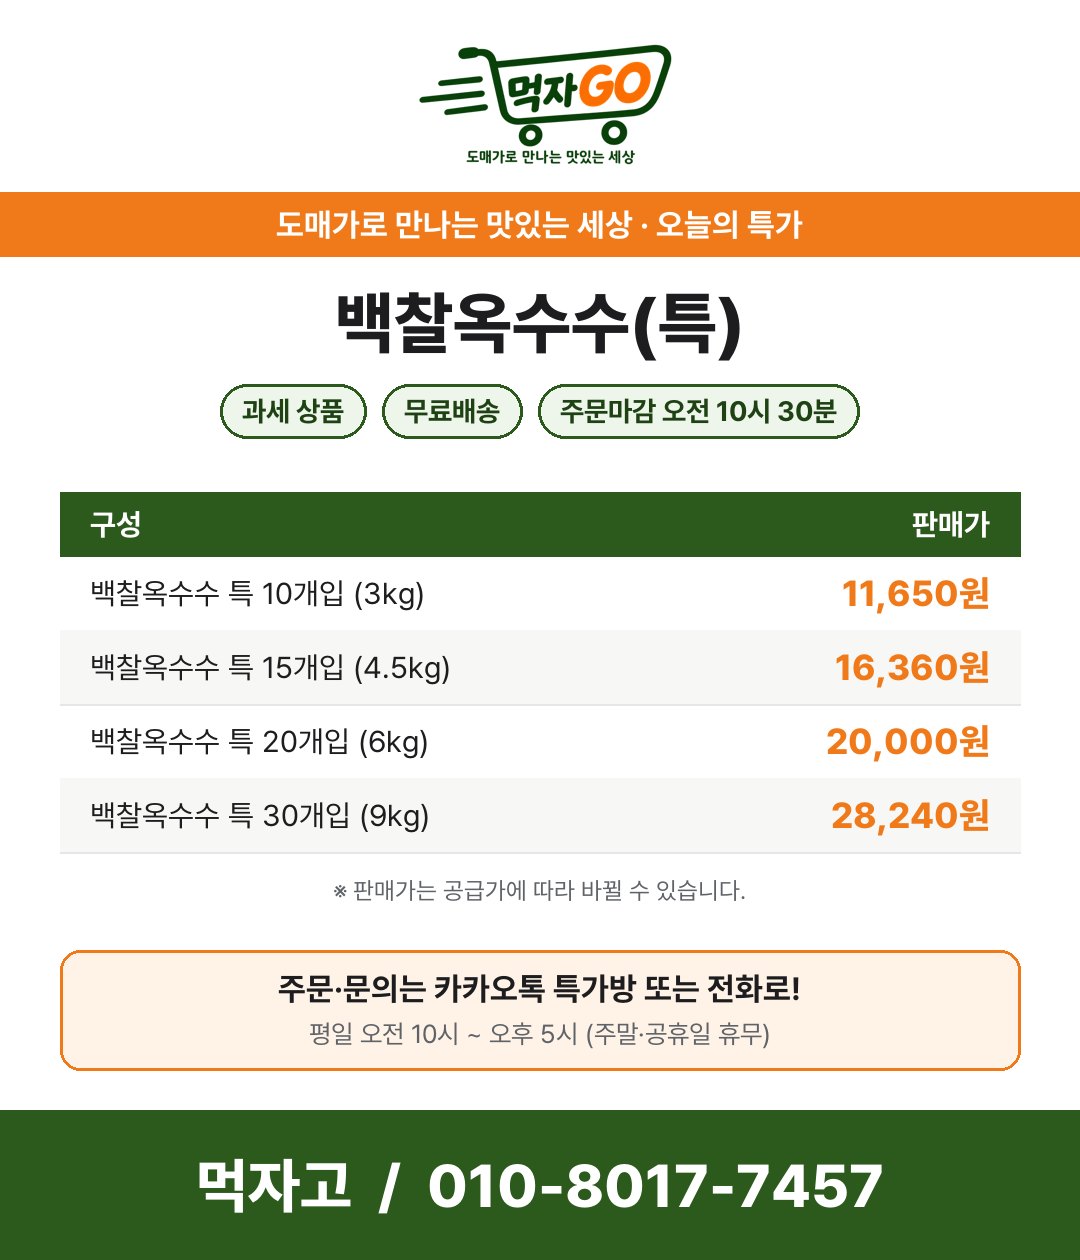 먹자GO
도매가로 만나는 맛있는 세상
도매가로 만나는 맛있는 세상 · 오늘의 특가
백찰옥수수(특)
과세 상품 무료배송 주문마감 오전 10시 30분
구성 판매가
백찰옥수수 특 10개입 (3kg) 11,650원
백찰옥수수 특 15개입 (4.5kg) 16,360원
백찰옥수수 특 20개입 (6kg) 20,000원
백찰옥수수 특 30개입 (9kg) 28,240원
※ 판매가는 공급가에 따라 바뀔 수 있습니다.
주문·문의는 카카오톡 특가방 또는 전화로!
평일 오전 10시 ~ 오후 5시 (주말·공휴일 휴무)
먹자고 / 010-8017-7457